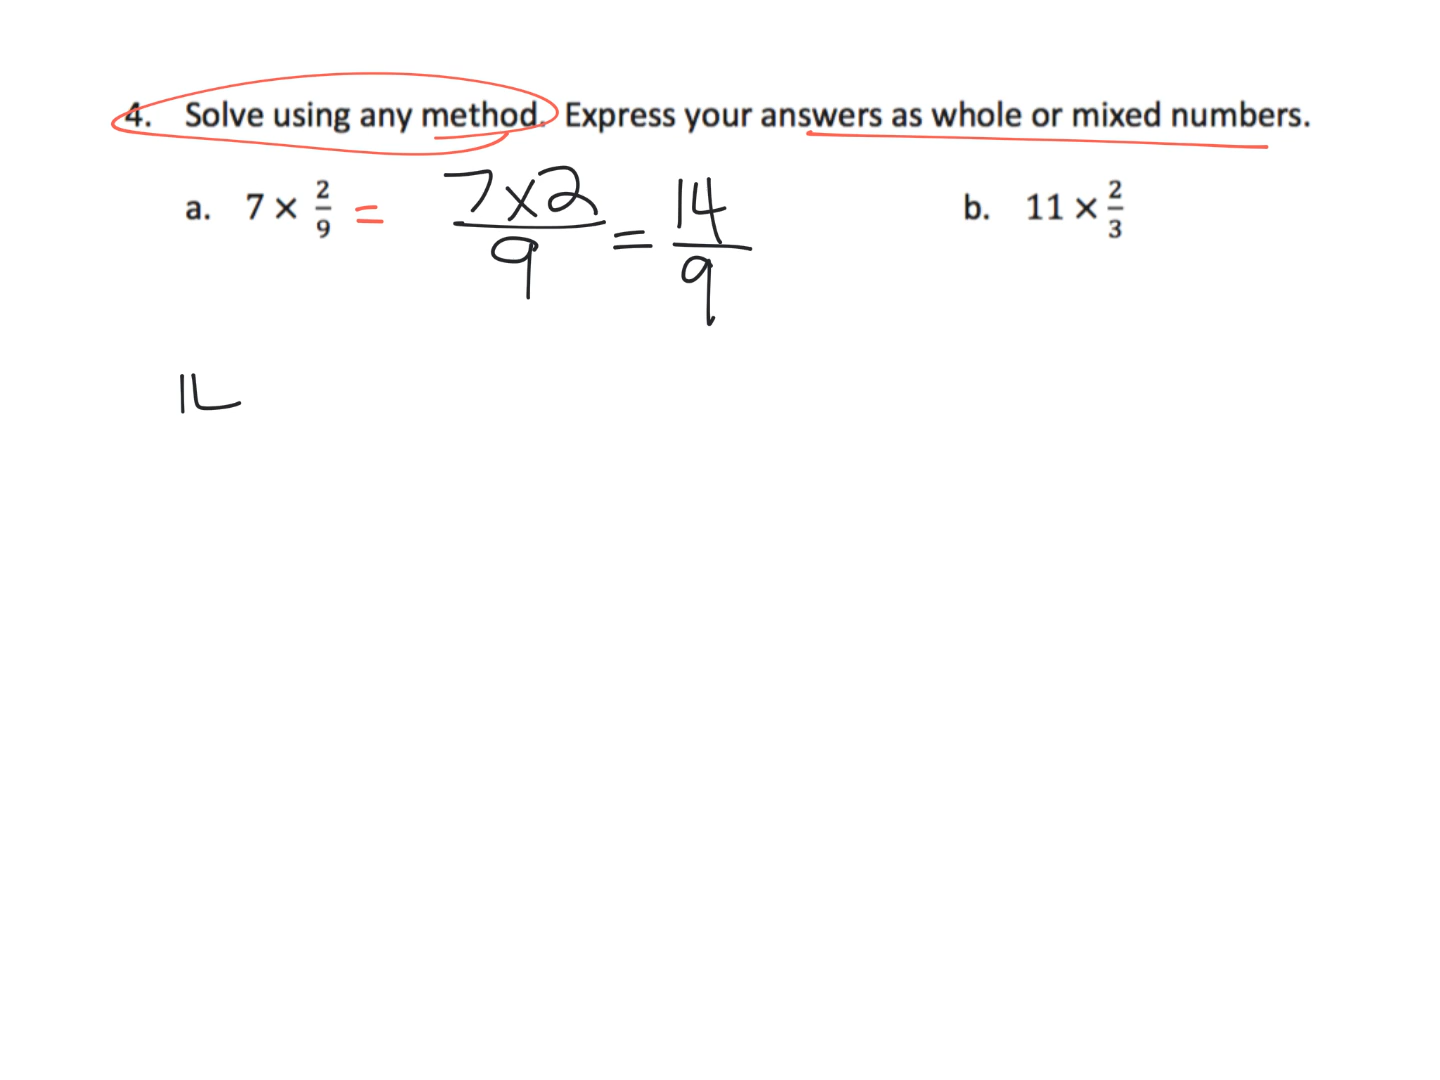 4. Solve using any method. Express your answers as whole or mixed numbers.
a. 7 × 2/9 = 7×2/9 = 14/9
b. 11 × 2/3